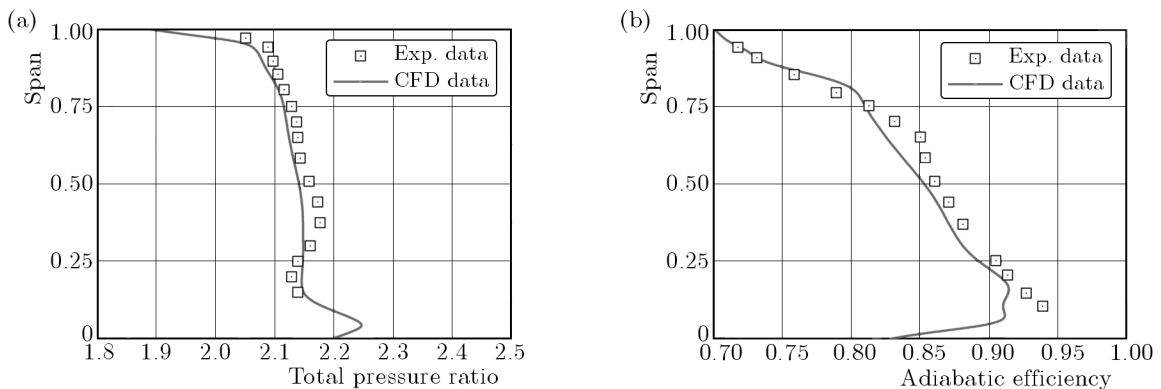 (a)
1.00
0.75
0.50
0.25
0
Span
Exp. data
CFD data
1.8 1.9 2.0 2.1 2.2 2.3 2.4 2.5
Total pressure ratio
(b)
1.00
0.75
0.50
0.25
0
Span
Exp. data
CFD data
0.70 0.75 0.80 0.85 0.90 0.95 1.00
Adiabatic efficiency